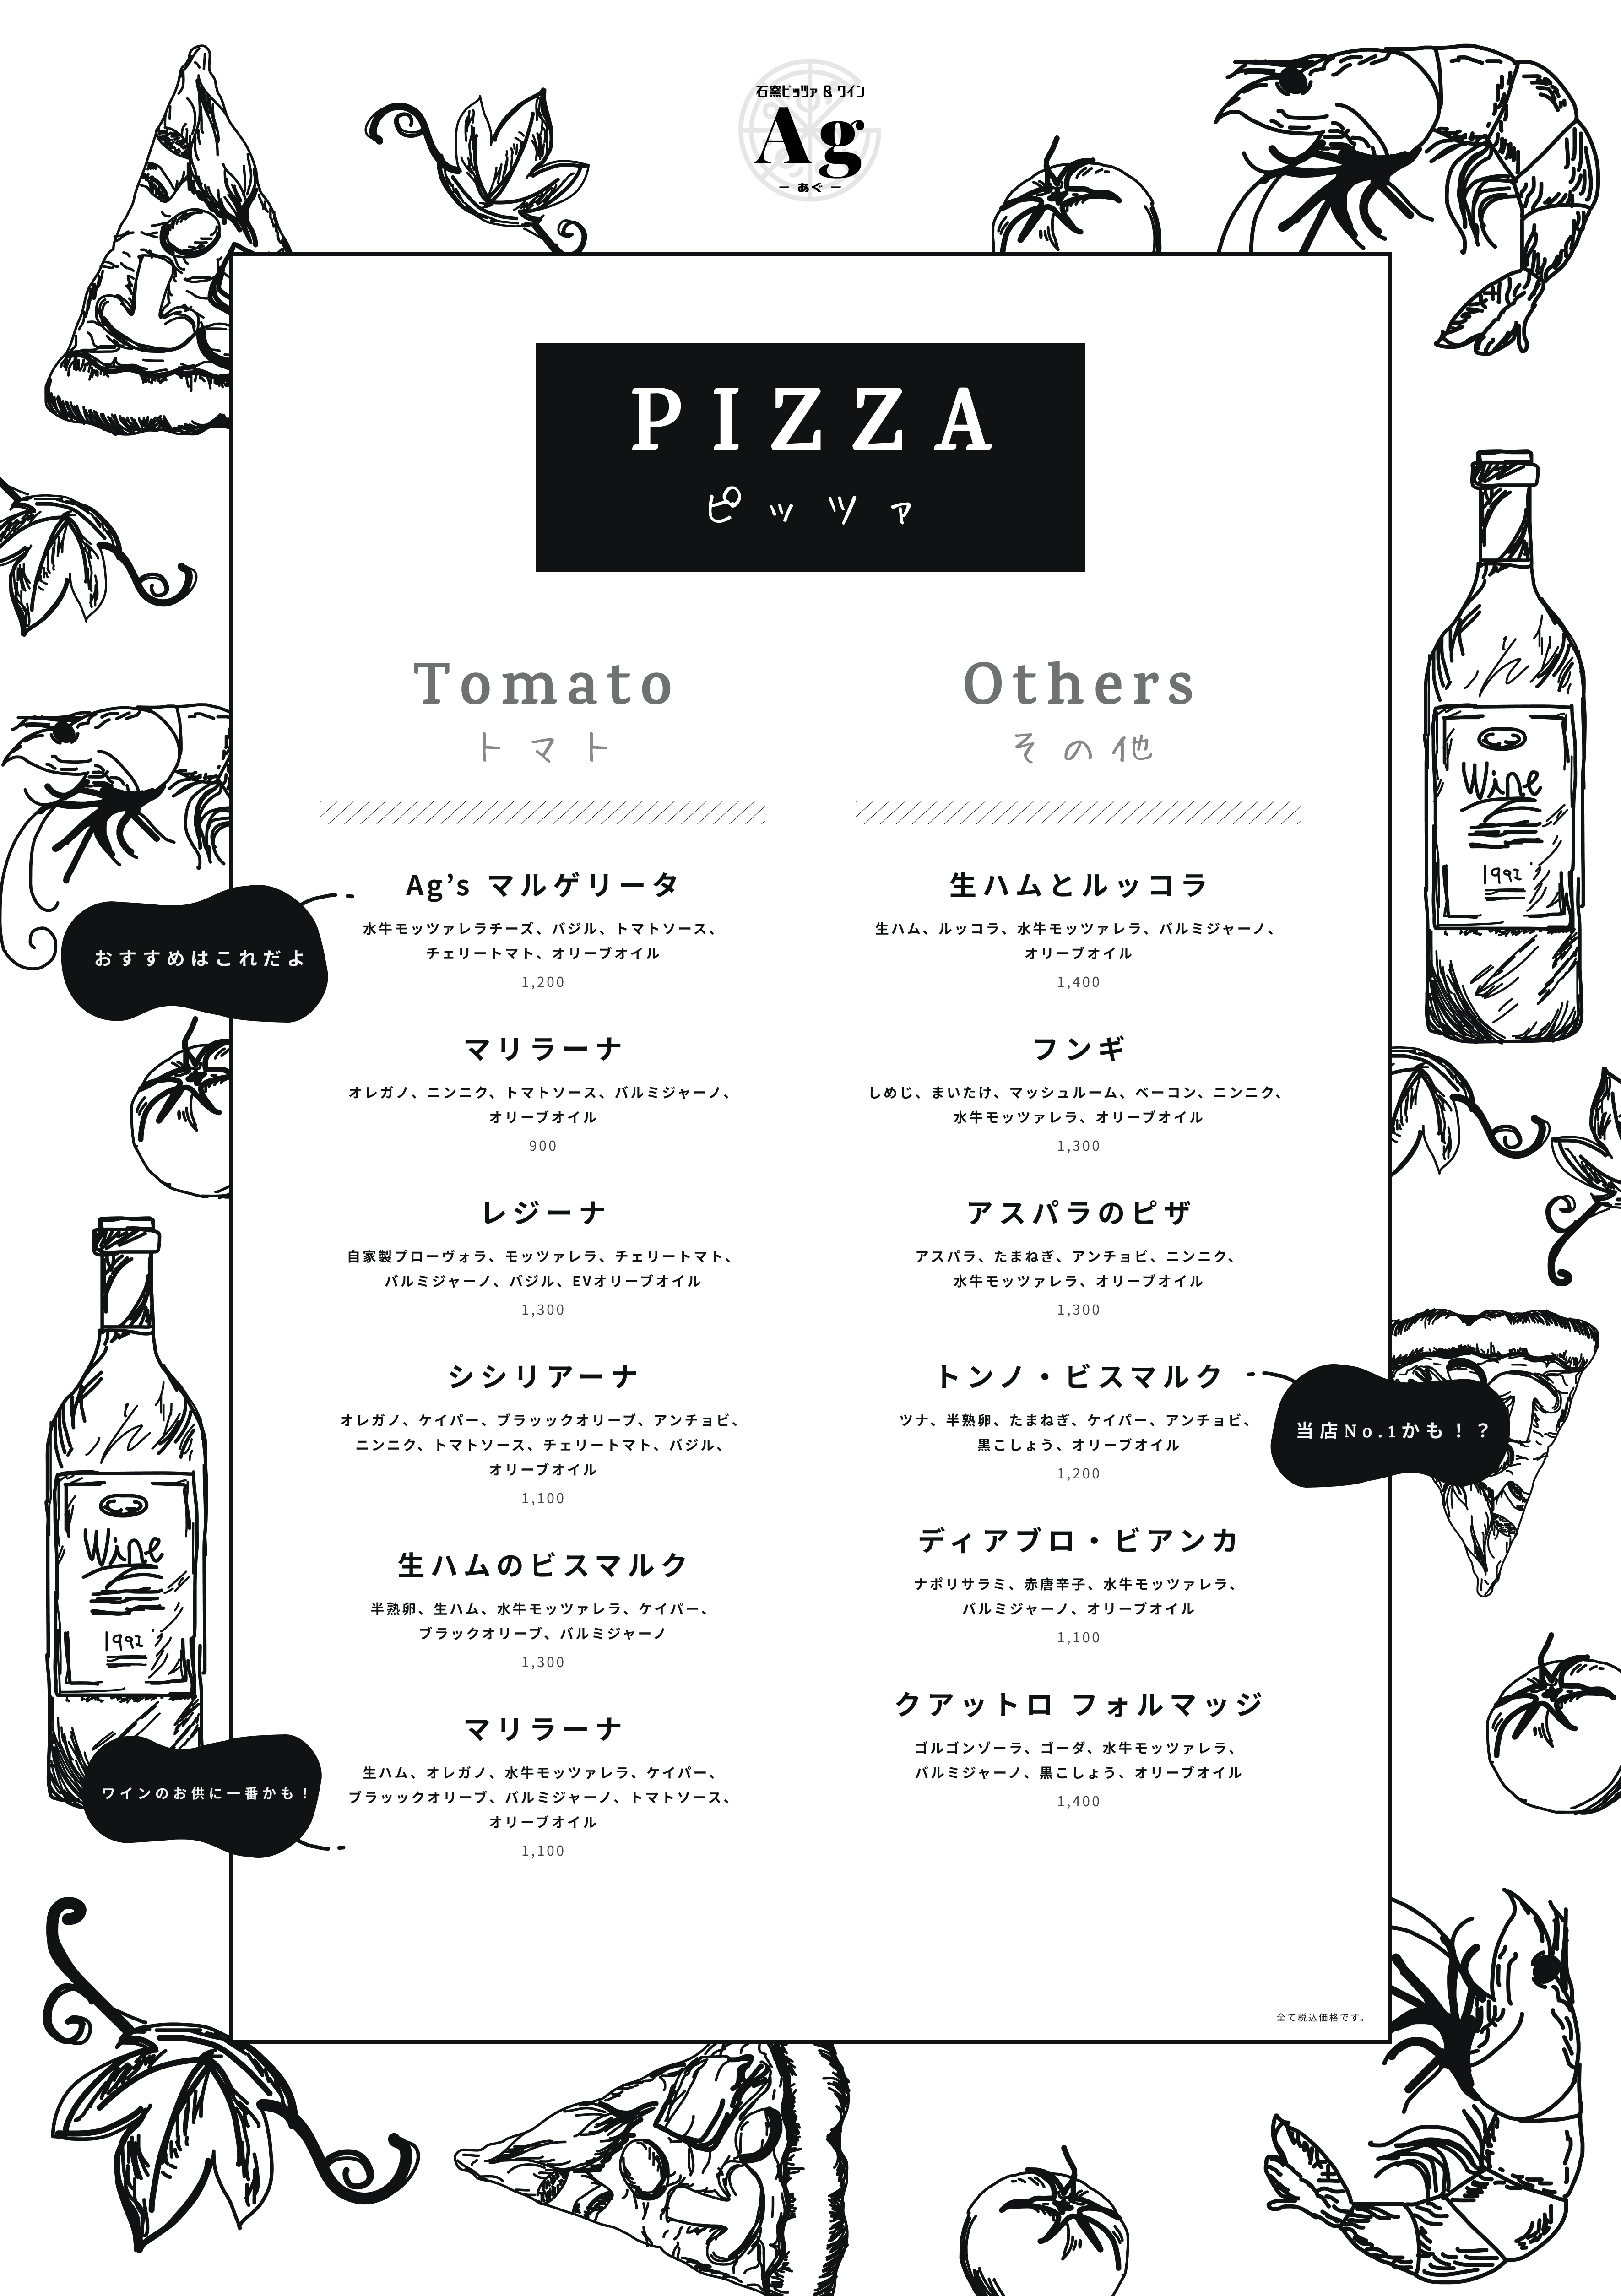 石窯ピッツァ & ワイン
Ag
― あぐ ―
PIZZA
ピッツァ
Tomato
トマト
おすすめはこれだよ
Ag’s マルゲリータ
水牛モッツァレラチーズ、バジル、トマトソース、
チェリートマト、オリーブオイル
1,200
マリラーナ
オレガノ、ニンニク、トマトソース、バルミジャーノ、
オリーブオイル
900
レジーナ
自家製プローヴォラ、モッツァレラ、チェリートマト、
バルミジャーノ、バジル、EVオリーブオイル
1,300
シシリアーナ
オレガノ、ケイパー、ブラッックオリーブ、アンチョビ、
ニンニク、トマトソース、チェリートマト、バジル、
オリーブオイル
1,100
生ハムのビスマルク
半熟卵、生ハム、水牛モッツァレラ、ケイパー、
ブラックオリーブ、バルミジャーノ
1,300
ワインのお供に一番かも！
マリラーナ
生ハム、オレガノ、水牛モッツァレラ、ケイパー、
ブラッックオリーブ、バルミジャーノ、トマトソース、
オリーブオイル
1,100
Others
その他
生ハムとルッコラ
生ハム、ルッコラ、水牛モッツァレラ、バルミジャーノ、
オリーブオイル
1,400
フンギ
しめじ、まいたけ、マッシュルーム、ベーコン、ニンニク、
水牛モッツァレラ、オリーブオイル
1,300
アスパラのピザ
アスパラ、たまねぎ、アンチョビ、ニンニク、
水牛モッツァレラ、オリーブオイル
1,300
トンノ・ビスマルク
当店No.1かも！？
ツナ、半熟卵、たまねぎ、ケイパー、アンチョビ、
黒こしょう、オリーブオイル
1,200
ディアブロ・ビアンカ
ナポリサラミ、赤唐辛子、水牛モッツァレラ、
バルミジャーノ、オリーブオイル
1,100
クアットロ フォルマッジ
ゴルゴンゾーラ、ゴーダ、水牛モッツァレラ、
バルミジャーノ、黒こしょう、オリーブオイル
1,400
全て税込価格です。
Wine
1992
Wine
1992